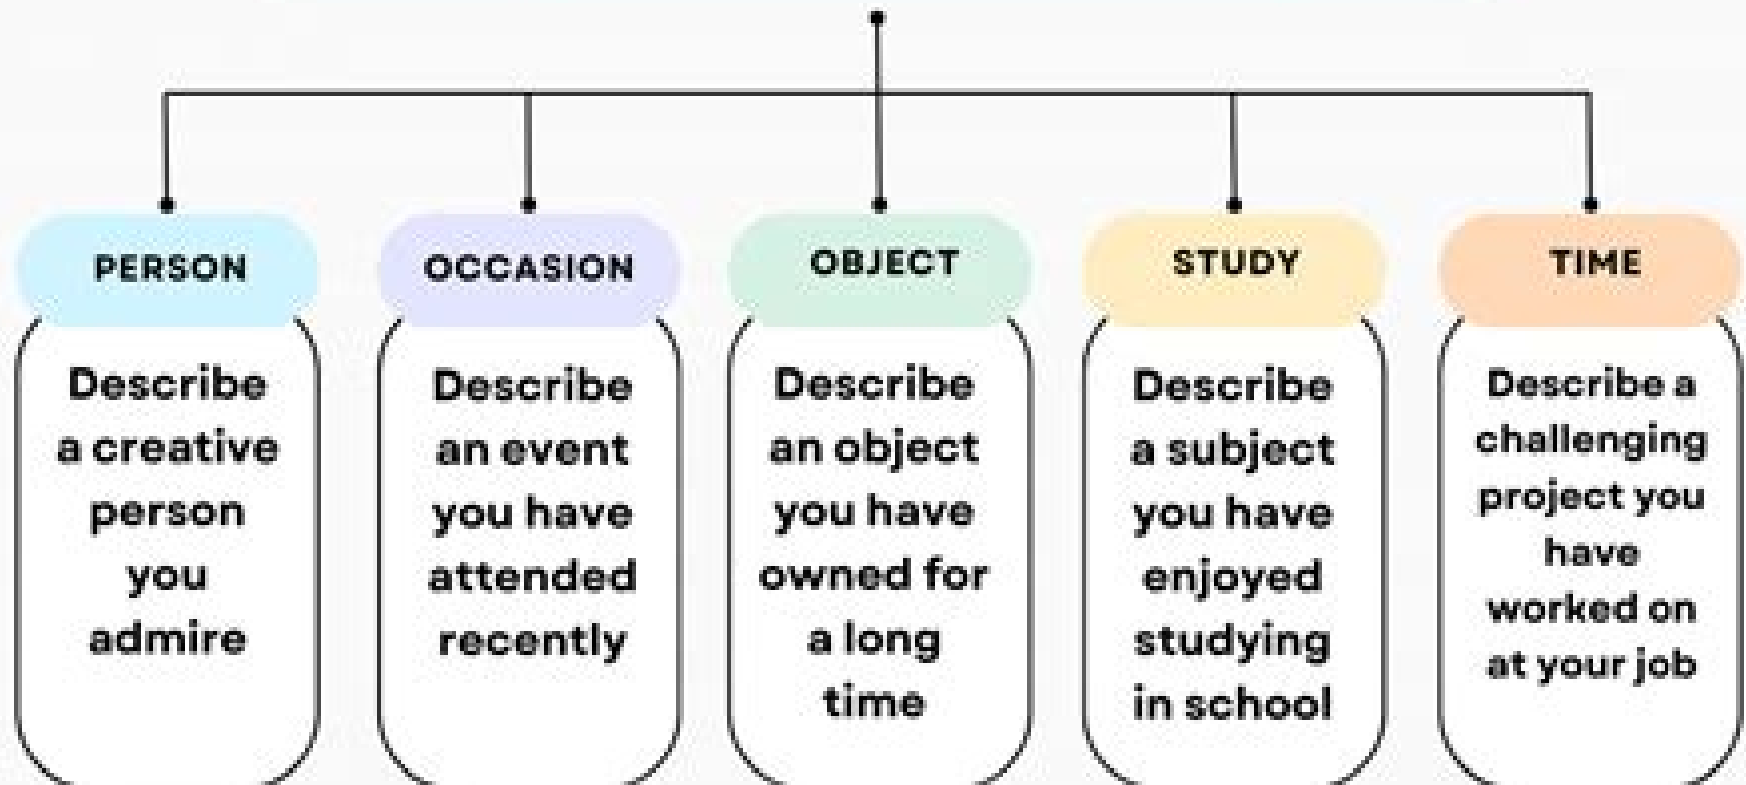 PERSON
Describe
a creative
person
you
admire
OCCASION
Describe
an event
you have
attended
recently
OBJECT
Describe
an object
you have
owned for
a long
time
STUDY
Describe
a subject
you have
enjoyed
studying
in school
TIME
Describe a
challenging
project you
have
worked on
at your job